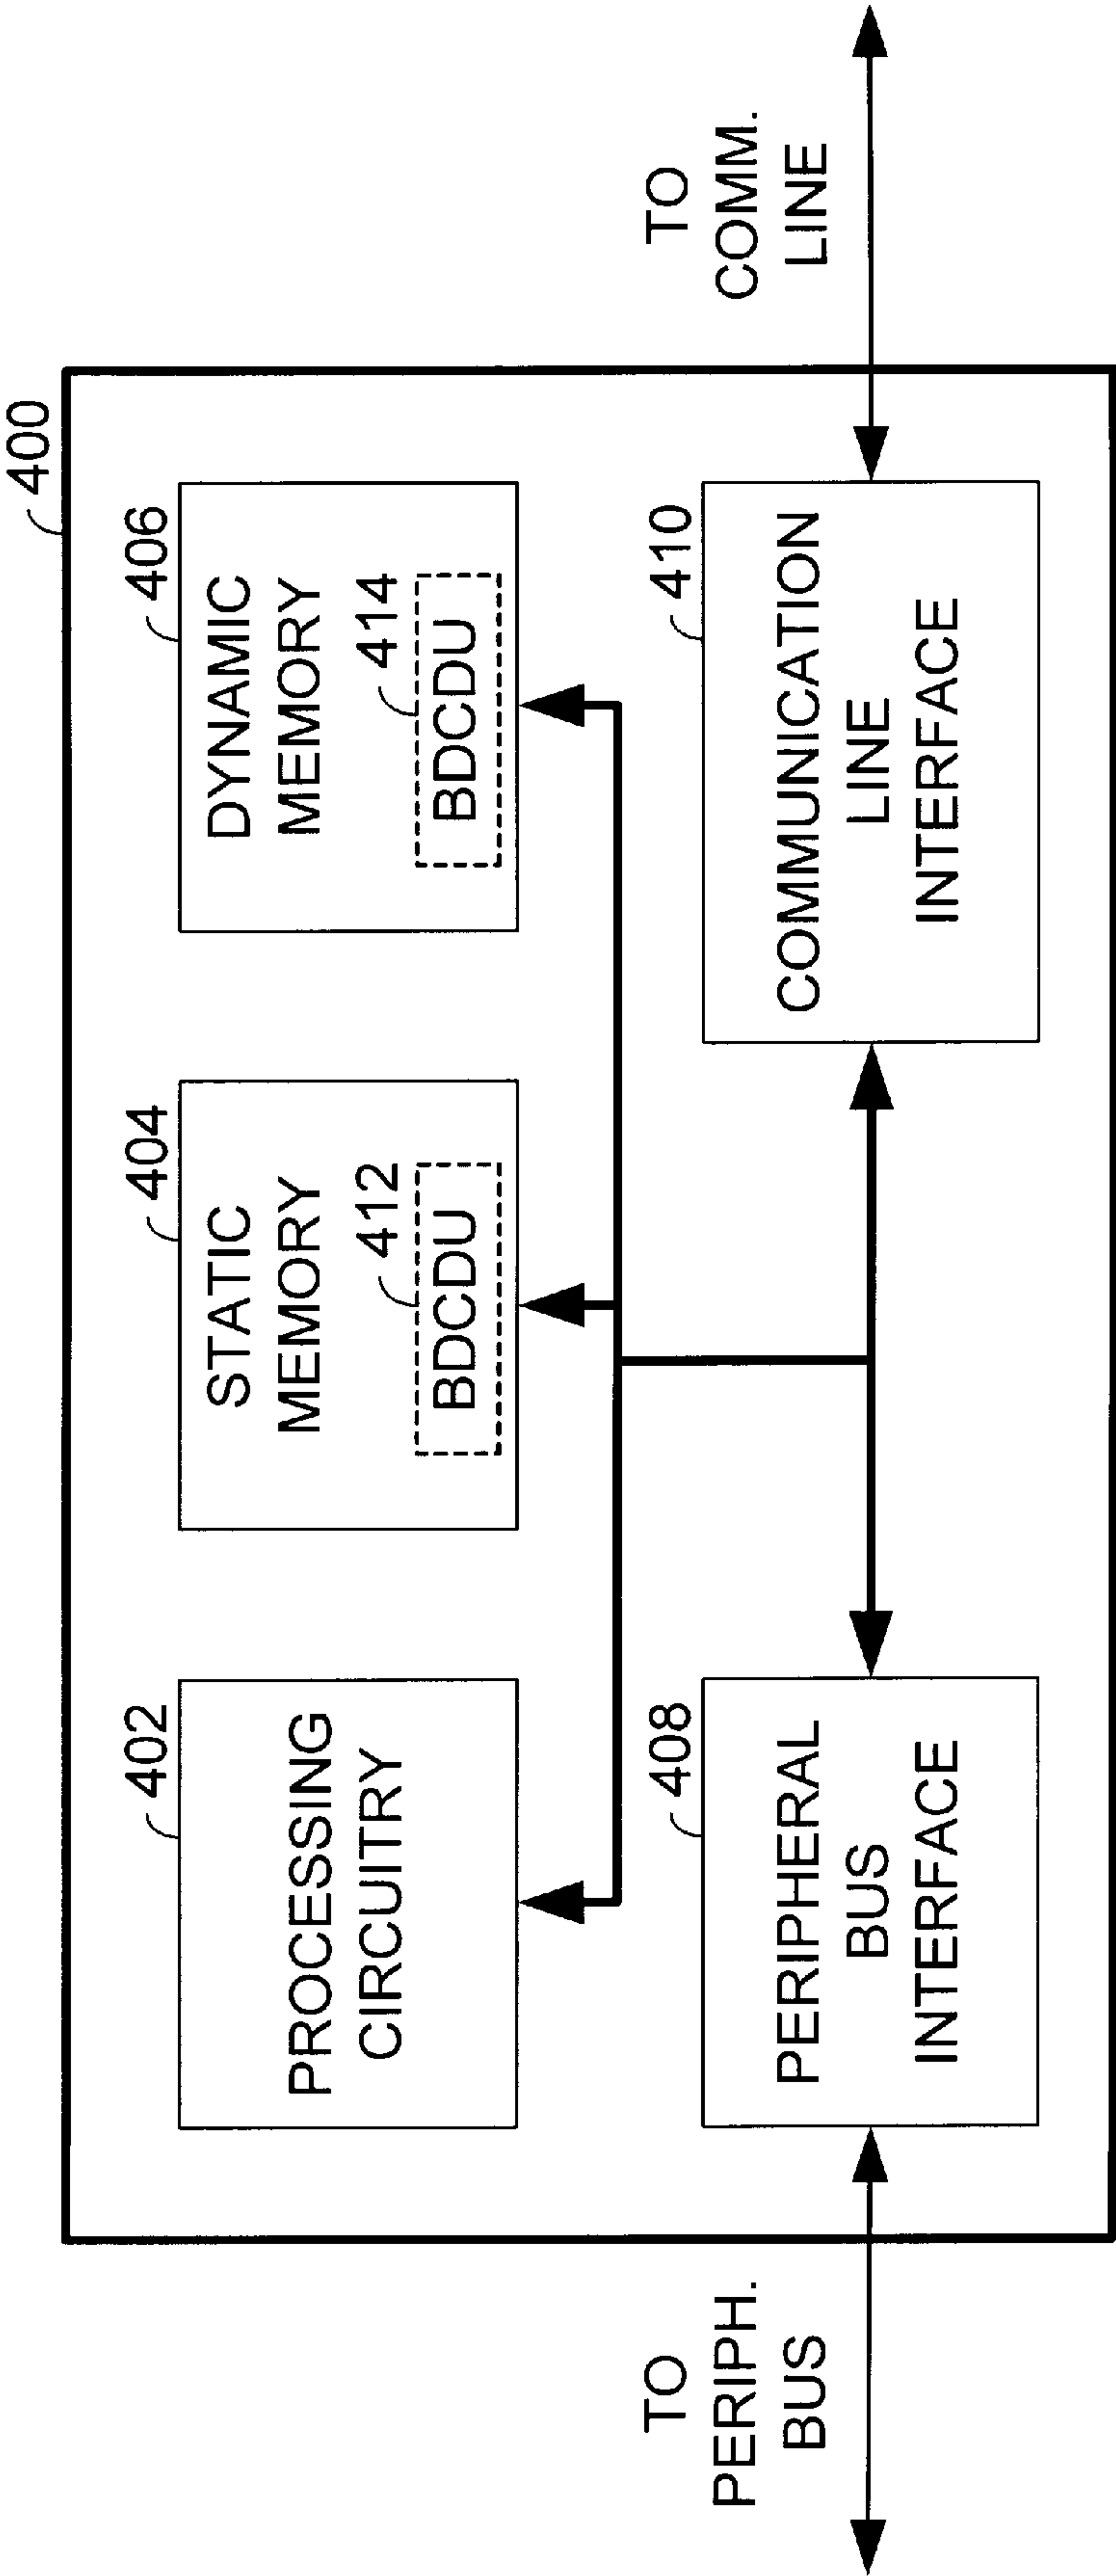 400
402
PROCESSING
CIRCUITRY
404
STATIC
MEMORY
412
BDCDU
406
DYNAMIC
MEMORY
414
BDCDU
TO
PERIPH.
BUS
408
PERIPHERAL
BUS
INTERFACE
410
COMMUNICATION
LINE
INTERFACE
TO
COMM.
LINE